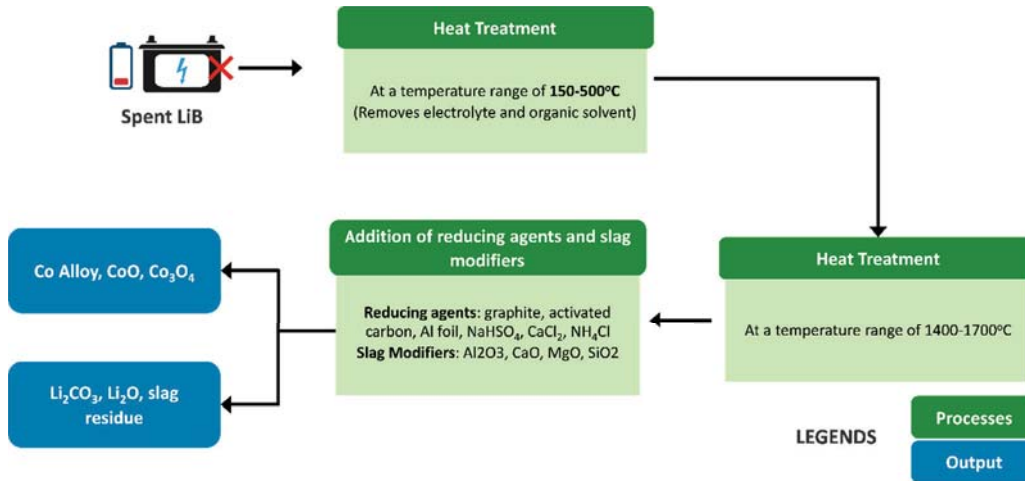 Spent LiB
Heat Treatment
At a temperature range of 150-500°C
(Removes electrolyte and organic solvent)
Heat Treatment
At a temperature range of 1400-1700°C
Addition of reducing agents and slag
modifiers
Reducing agents: graphite, activated
carbon, Al foil, NaHSO₄, CaCl₂, NH₄Cl
Slag Modifiers: Al2O3, CaO, MgO, SiO2
Co Alloy, CoO, Co₃O₄
Li₂CO₃, Li₂O, slag
residue
LEGENDS
Processes
Output